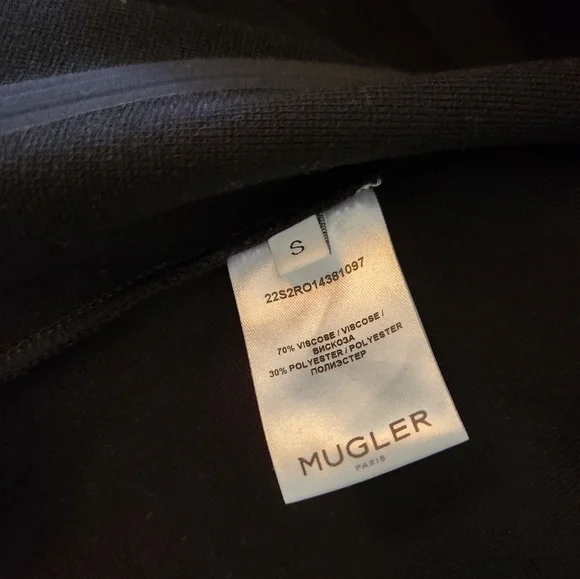 S
22S2RO14381097
70% VISCOSE / VISCOSE /
ВИСКОЗА
30% POLYESTER / POLYESTER
ПОЛИЭСТЕР
MUGLER
PARIS